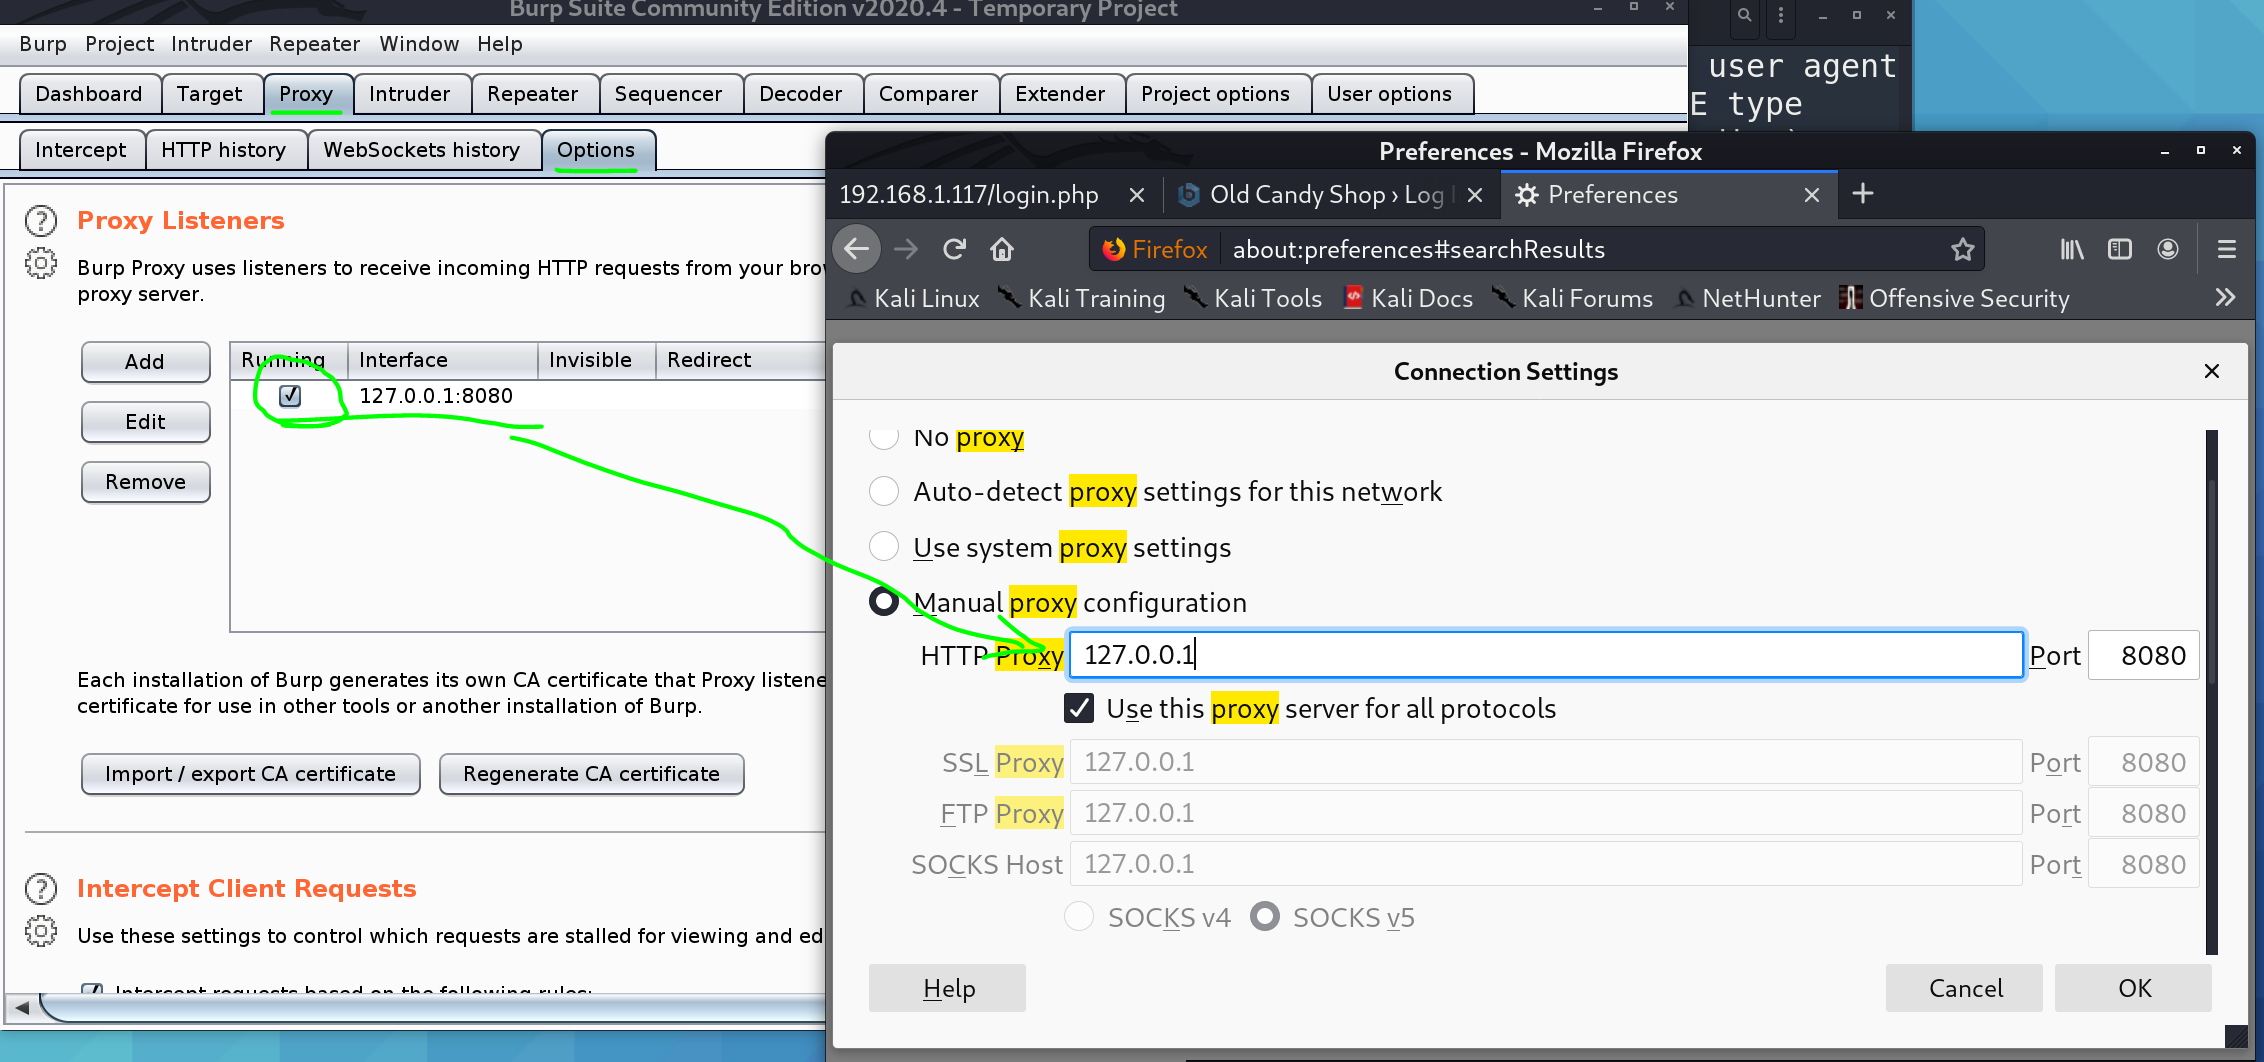 Burp Suite Community Edition v2020.4 - Temporary Project
Burp Project Intruder Repeater Window Help
Dashboard Target Proxy Intruder Repeater Sequencer Decoder Comparer Extender Project options User options
Intercept HTTP history WebSockets history Options
Proxy Listeners
Burp Proxy uses listeners to receive incoming HTTP requests from your
proxy server.
Running Interface Invisible Redirect
Add
127.0.0.1:8080
Edit
Remove
Each installation of Burp generates its own CA certificate that Proxy
certificate for use in other tools or another installation of Burp.
Import / export CA certificate Regenerate CA certificate
Intercept Client Requests
Use these settings to control which requests are stalled for viewing and
Intercept requests based on the following rules:
user agent
E type
Preferences - Mozilla Firefox
192.168.1.117/login.php Old Candy Shop › Log Preferences
Firefox about:preferences#searchResults
Kali Linux Kali Training Kali Tools Kali Docs Kali Forums NetHunter Offensive Security
Connection Settings
No proxy
Auto-detect proxy settings for this network
Use system proxy settings
Manual proxy configuration
HTTP Proxy 127.0.0.1 Port 8080
Use this proxy server for all protocols
SSL Proxy 127.0.0.1 Port 8080
FTP Proxy 127.0.0.1 Port 8080
SOCKS Host 127.0.0.1 Port 8080
SOCKS v4 SOCKS v5
Help Cancel OK